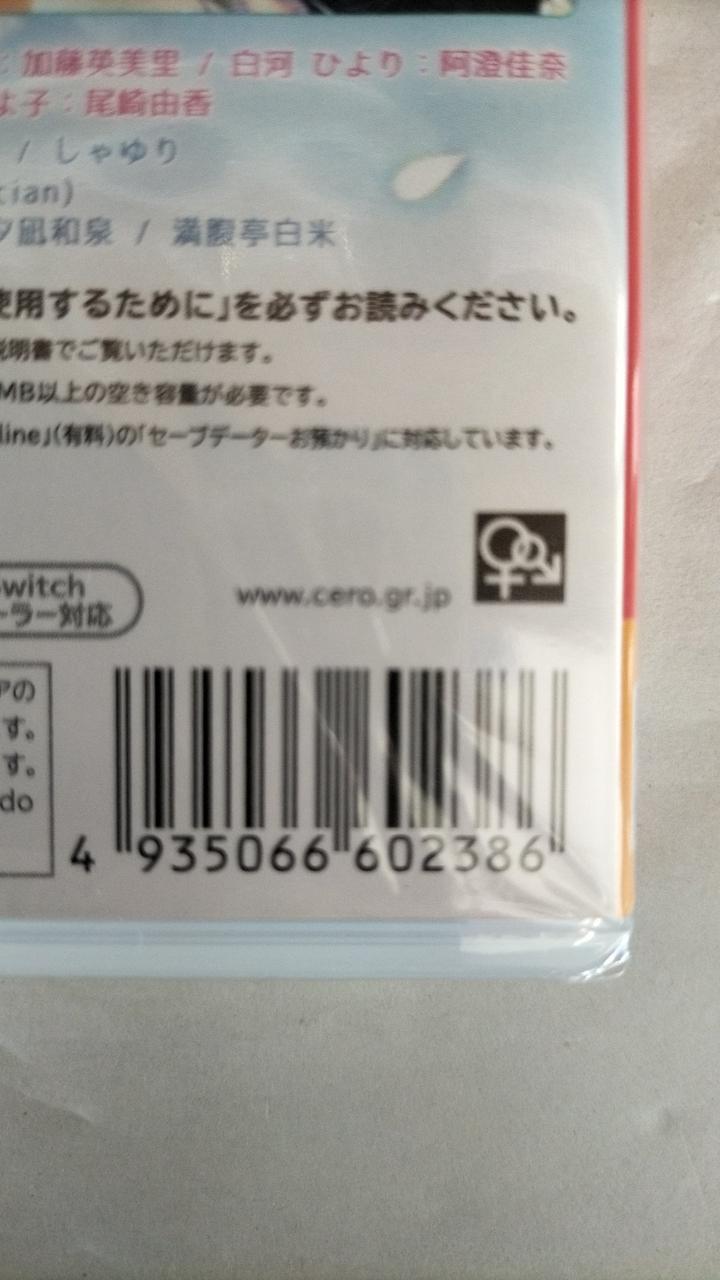 : 加藤英美里 / 白河 ひより : 阿澄佳奈
よ子 : 尾崎由香
/ しゃゆり
cian)
夕凪和泉 / 満腹亭白米
使用するために」を必ずお読みください。
説明書でご覧いただけます。
MB以上の空き容量が必要です。
line」(有料)の「セーブデーターお預かり」に対応しています。
Switch
ーラー対応
www.cero.gr.jp
アの
す。
す。
do
4 935066 602386